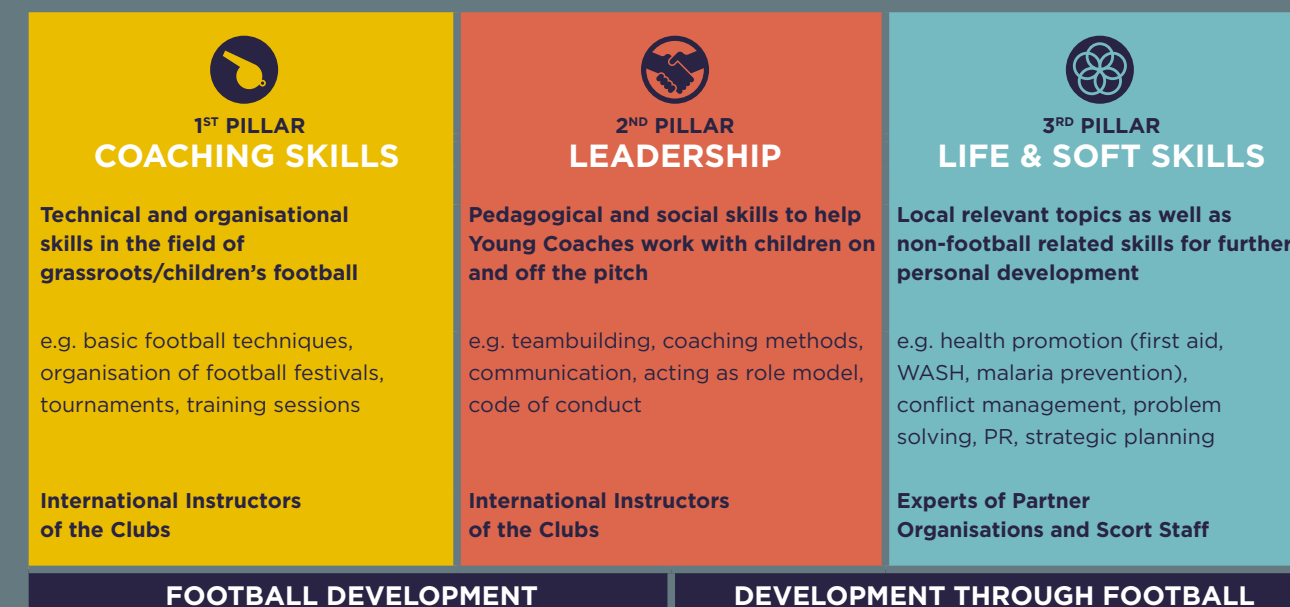 1ST PILLAR
COACHING SKILLS
Technical and organisational
skills in the field of
grassroots/children's football
e.g. basic football techniques,
organisation of football festivals,
tournaments, training sessions
International Instructors
of the Clubs
2ND PILLAR
LEADERSHIP
Pedagogical and social skills to help
Young Coaches work with children on
and off the pitch
e.g. teambuilding, coaching methods,
communication, acting as role model,
code of conduct
International Instructors
of the Clubs
3RD PILLAR
LIFE & SOFT SKILLS
Local relevant topics as well as
non-football related skills for further
personal development
e.g. health promotion (first aid,
WASH, malaria prevention),
conflict management, problem
solving, PR, strategic planning
Experts of Partner
Organisations and Scort Staff
FOOTBALL DEVELOPMENT
DEVELOPMENT THROUGH FOOTBALL